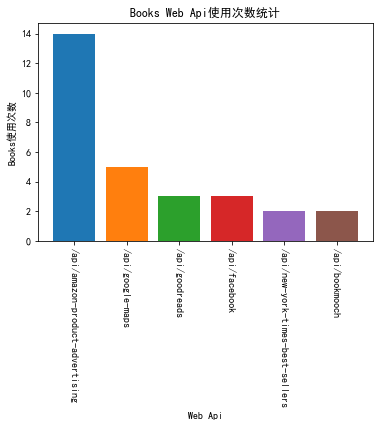 Books Web Api使用次数统计
Books使用次数
14
12
10
8
6
4
2
0
/api/amazon-product-advertising
/api/google-maps
/api/goodreads
/api/facebook
/api/new-york-times-best-sellers
/api/bookmooch
Web Api